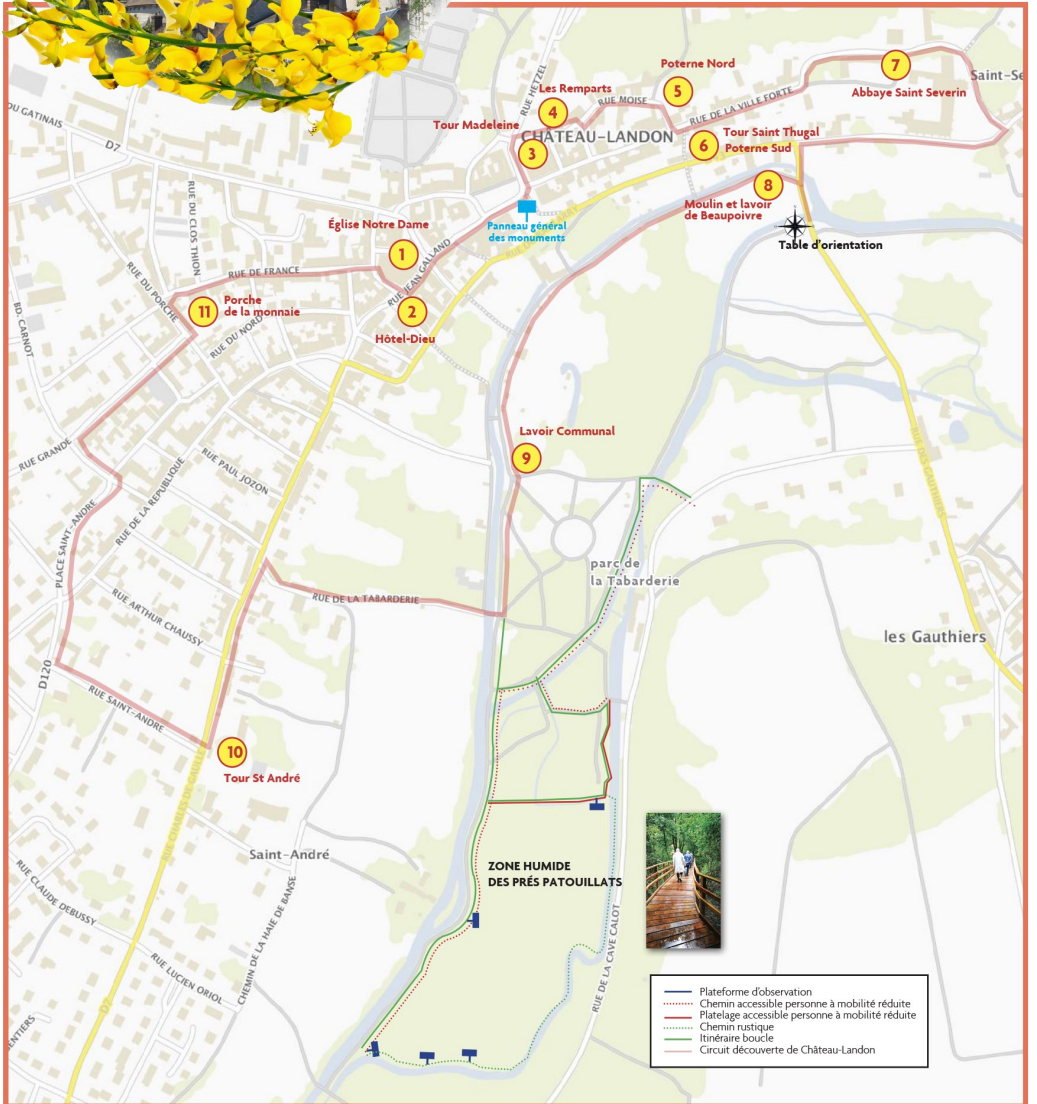 DU GATINAIS
D7
RUE HETZEL
Poterne Nord
5
7
Saint-Se
Abbaye Saint Severin
Les Remparts
4
RUE MOISE
RUE DE LA VILLE FORTE
Tour Madeleine
3
CHÂTEAU-LANDON
6
Tour Saint Thugal
Poterne Sud
8
Moulin et lavoir
de Beaupoivre
Table d'orientation
Panneau général
des monuments
Église Notre Dame
1
RUE DU CLOS THION
RUE DE FRANCE
RUE JEAN GALLAND
RUE DU PORCHE
11
Porche
de la monnaie
2
Hôtel-Dieu
BD. CARNOT
RUE DU NORD
RUE GRANDE
RUE PAUL JOZON
RUE DE LA REPUBLIQUE
PLACE SAINT-ANDRE
Lavoir Communal
9
RUE DES GAUTHIERS
parc de
la Tabarderie
RUE DE LA TABARDERIE
RUE ARTHUR CHAUSSY
les Gauthiers
D120
RUE SAINT-ANDRE
10
Tour St André
RUE CHARLES DE GAULLE
Saint-André
ZONE HUMIDE
DES PRÉS PATOUILLATS
RUE CLAUDE DEBUSSY
RUE LUCIEN ORIOL
CHEMIN DE LA HAIE DE BANSE
RUE DE LA CAVE CALOT
D7
ENTIERS
Plateforme d'observation
Chemin accessible personne à mobilité réduite
Platelage accessible personne à mobilité réduite
Chemin rustique
Itinéraire boucle
Circuit découverte de Château-Landon